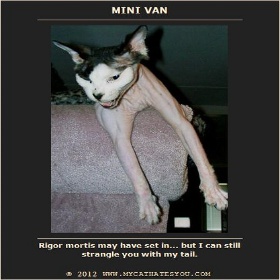 MINI VAN
Rigor mortis may have set in... but I can still
strangle you with my tail.
© 2012 WWW.MYCATHATESYOU.COM